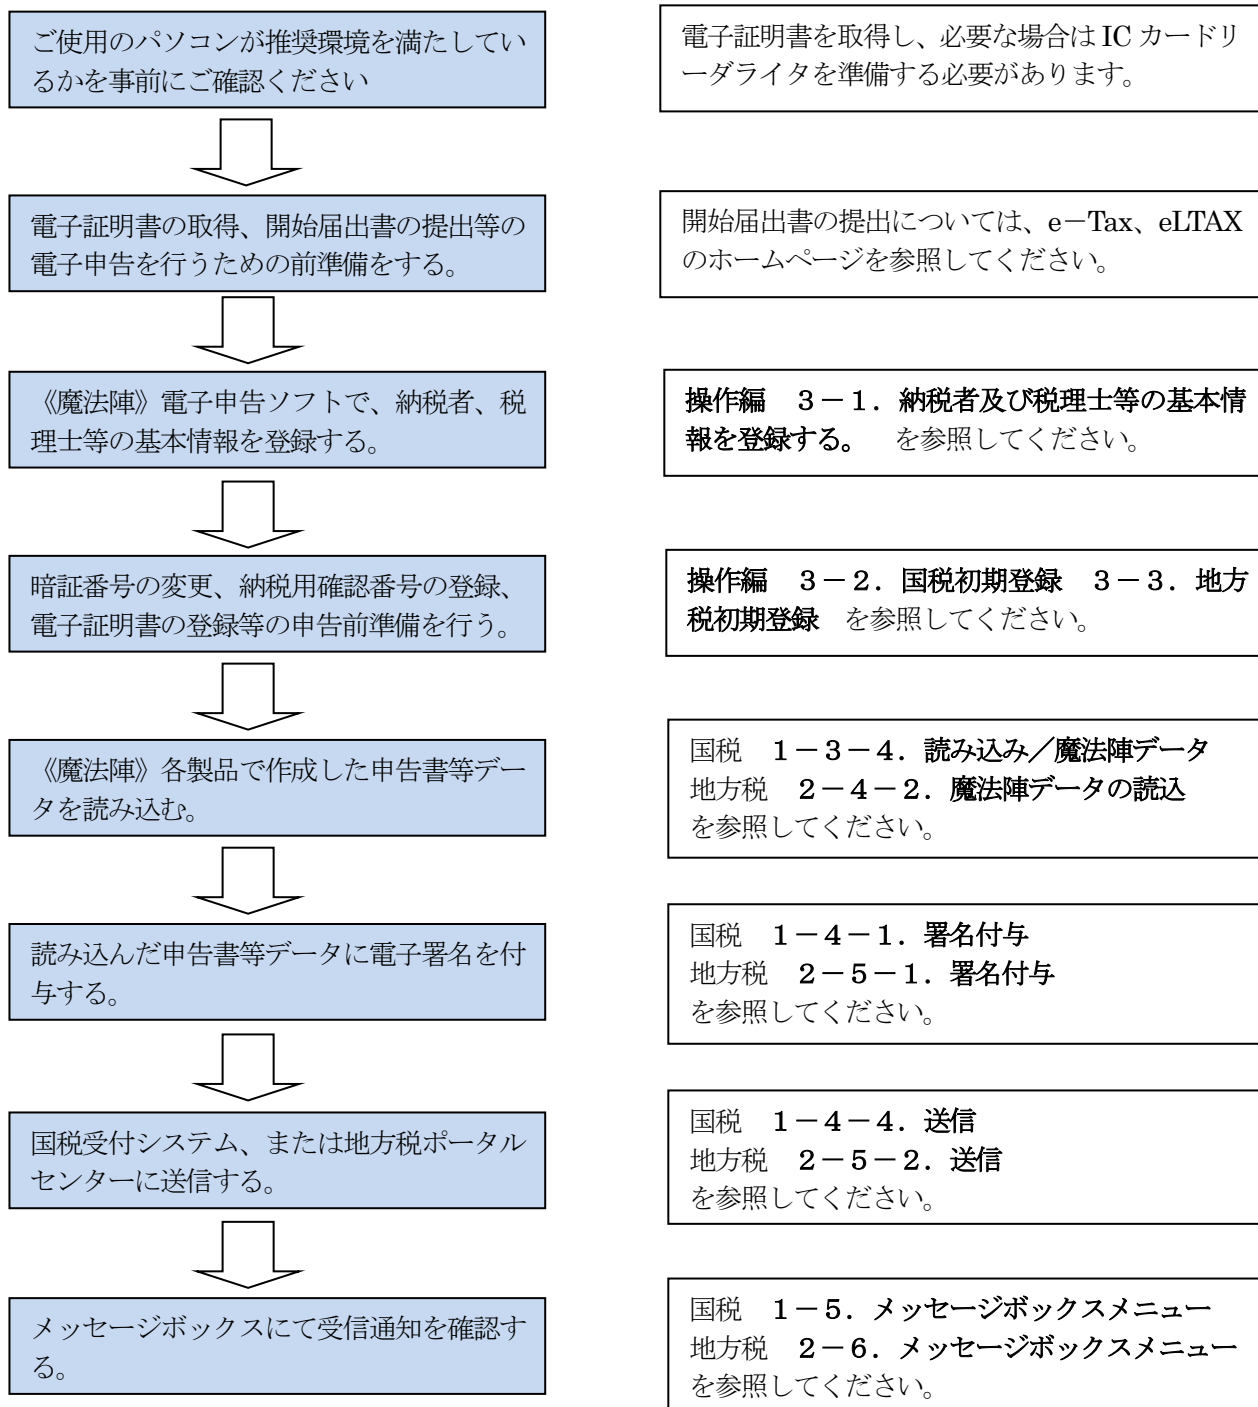 ご使用のパソコンが推奨環境を満たしてい
るかを事前にご確認ください
電子証明書を取得し、必要な場合は IC カードリ
ーダライタを準備する必要があります。
電子証明書の取得、開始届出書の提出等の
電子申告を行うための前準備をする。
開始届出書の提出については、e－Tax、eLTAX
のホームページを参照してください。
《魔法陣》電子申告ソフトで、納税者、税
理士等の基本情報を登録する。
操作編　３－１．納税者及び税理士等の基本情
報を登録する。　を参照してください。
暗証番号の変更、納税用確認番号の登録、
電子証明書の登録等の申告前準備を行う。
操作編　３－２．国税初期登録　３－３．地方
税初期登録　を参照してください。
《魔法陣》各製品で作成した申告書等デー
タを読み込む。
国税　１－３－４．読み込み／魔法陣データ
地方税　２－４－２．魔法陣データの読込
を参照してください。
読み込んだ申告書等データに電子署名を付
与する。
国税　１－４－１．署名付与
地方税　２－５－１．署名付与
を参照してください。
国税受付システム、または地方税ポータル
センターに送信する。
国税　１－４－４．送信
地方税　２－５－２．送信
を参照してください。
メッセージボックスにて受信通知を確認す
る。
国税　１－５．メッセージボックスメニュー
地方税　２－６．メッセージボックスメニュー
を参照してください。